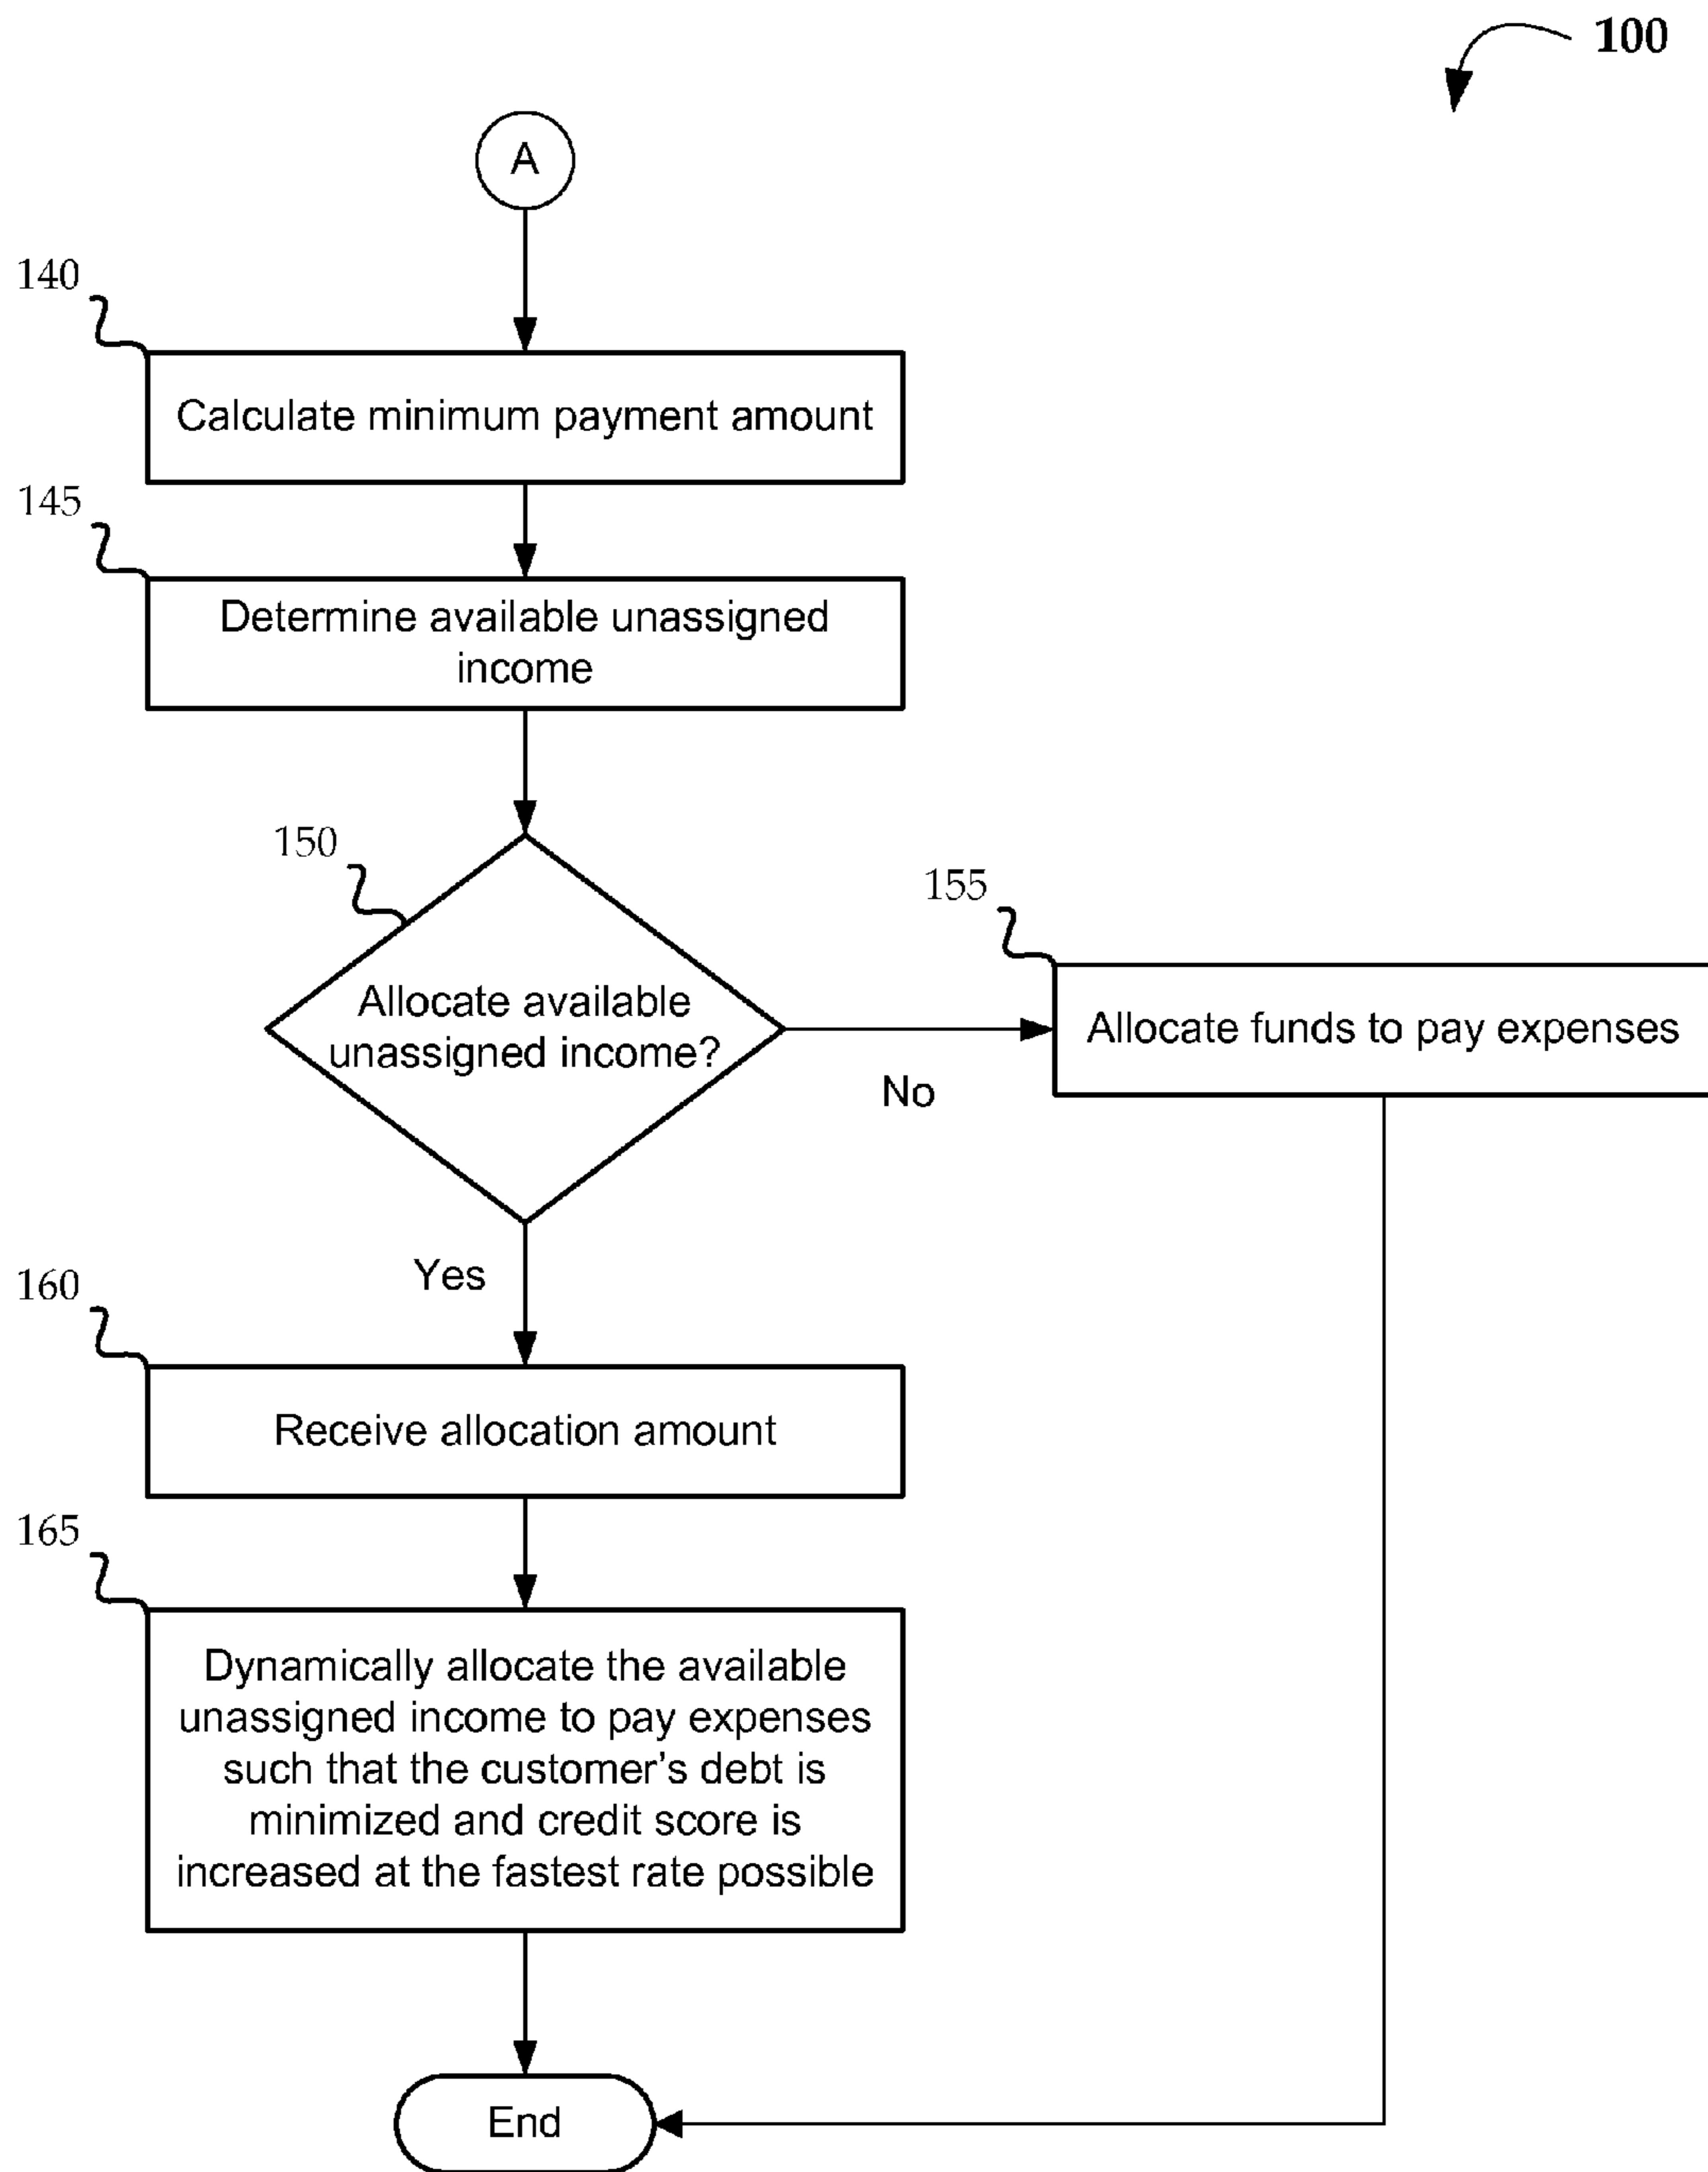 100
A
140
Calculate minimum payment amount
145
Determine available unassigned
income
150
Allocate available
unassigned income?
155
Allocate funds to pay expenses
No
Yes
160
Receive allocation amount
165
Dynamically allocate the available
unassigned income to pay expenses
such that the customer's debt is
minimized and credit score is
increased at the fastest rate possible
End